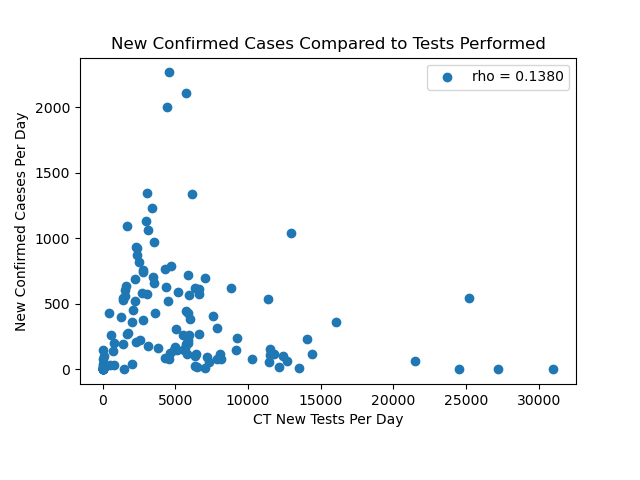 New Confirmed Cases Compared to Tests Performed
rho = 0.1380
New Confirmed Caeses Per Day
2000
1500
1000
500
0
0 5000 10000 15000 20000 25000 30000
CT New Tests Per Day